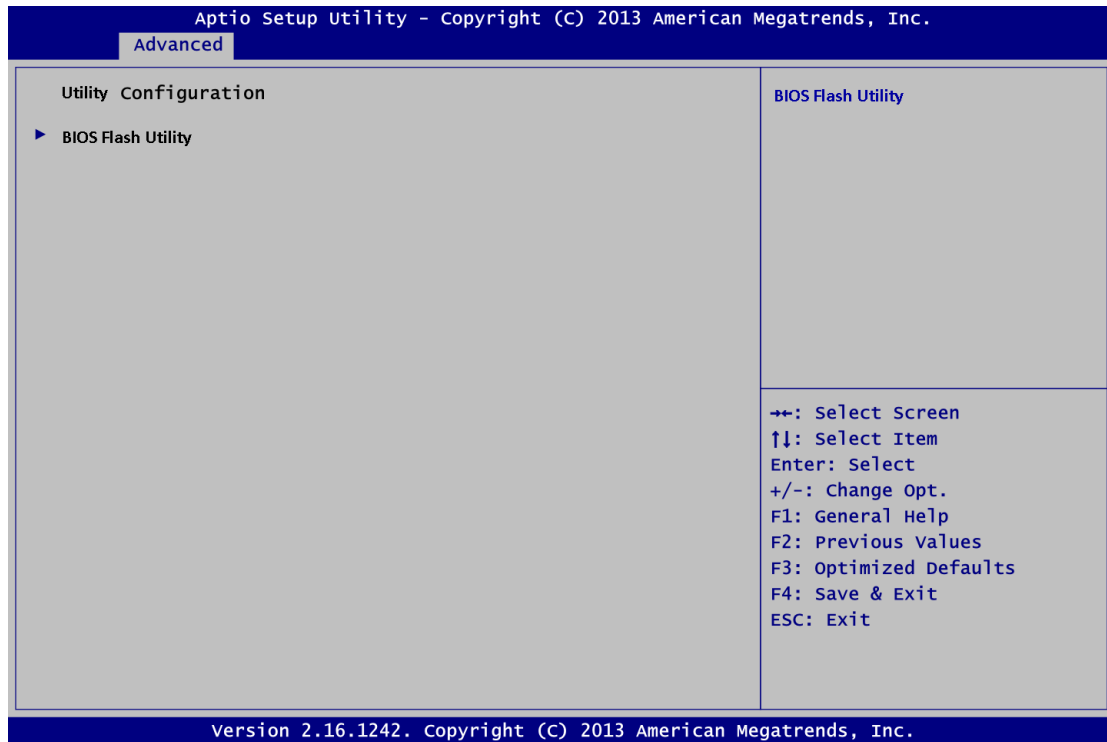 Aptio Setup Utility - Copyright (C) 2013 American Megatrends, Inc.
Advanced
Utility Configuration
► BIOS Flash Utility
BIOS Flash Utility
→←: Select Screen
↑↓: Select Item
Enter: Select
+/-: Change Opt.
F1: General Help
F2: Previous Values
F3: Optimized Defaults
F4: Save & Exit
ESC: Exit
Version 2.16.1242. Copyright (C) 2013 American Megatrends, Inc.